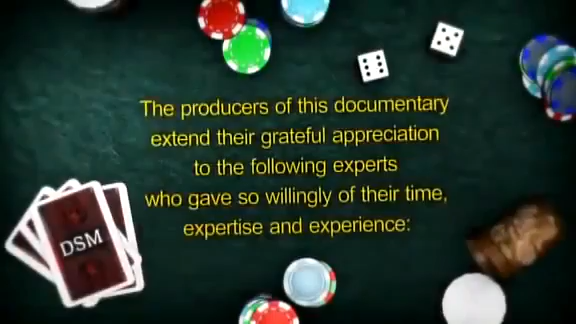 The producers of this documentary
extend their grateful appreciation
to the following experts
who gave so willingly of their time,
expertise and experience:
DSM